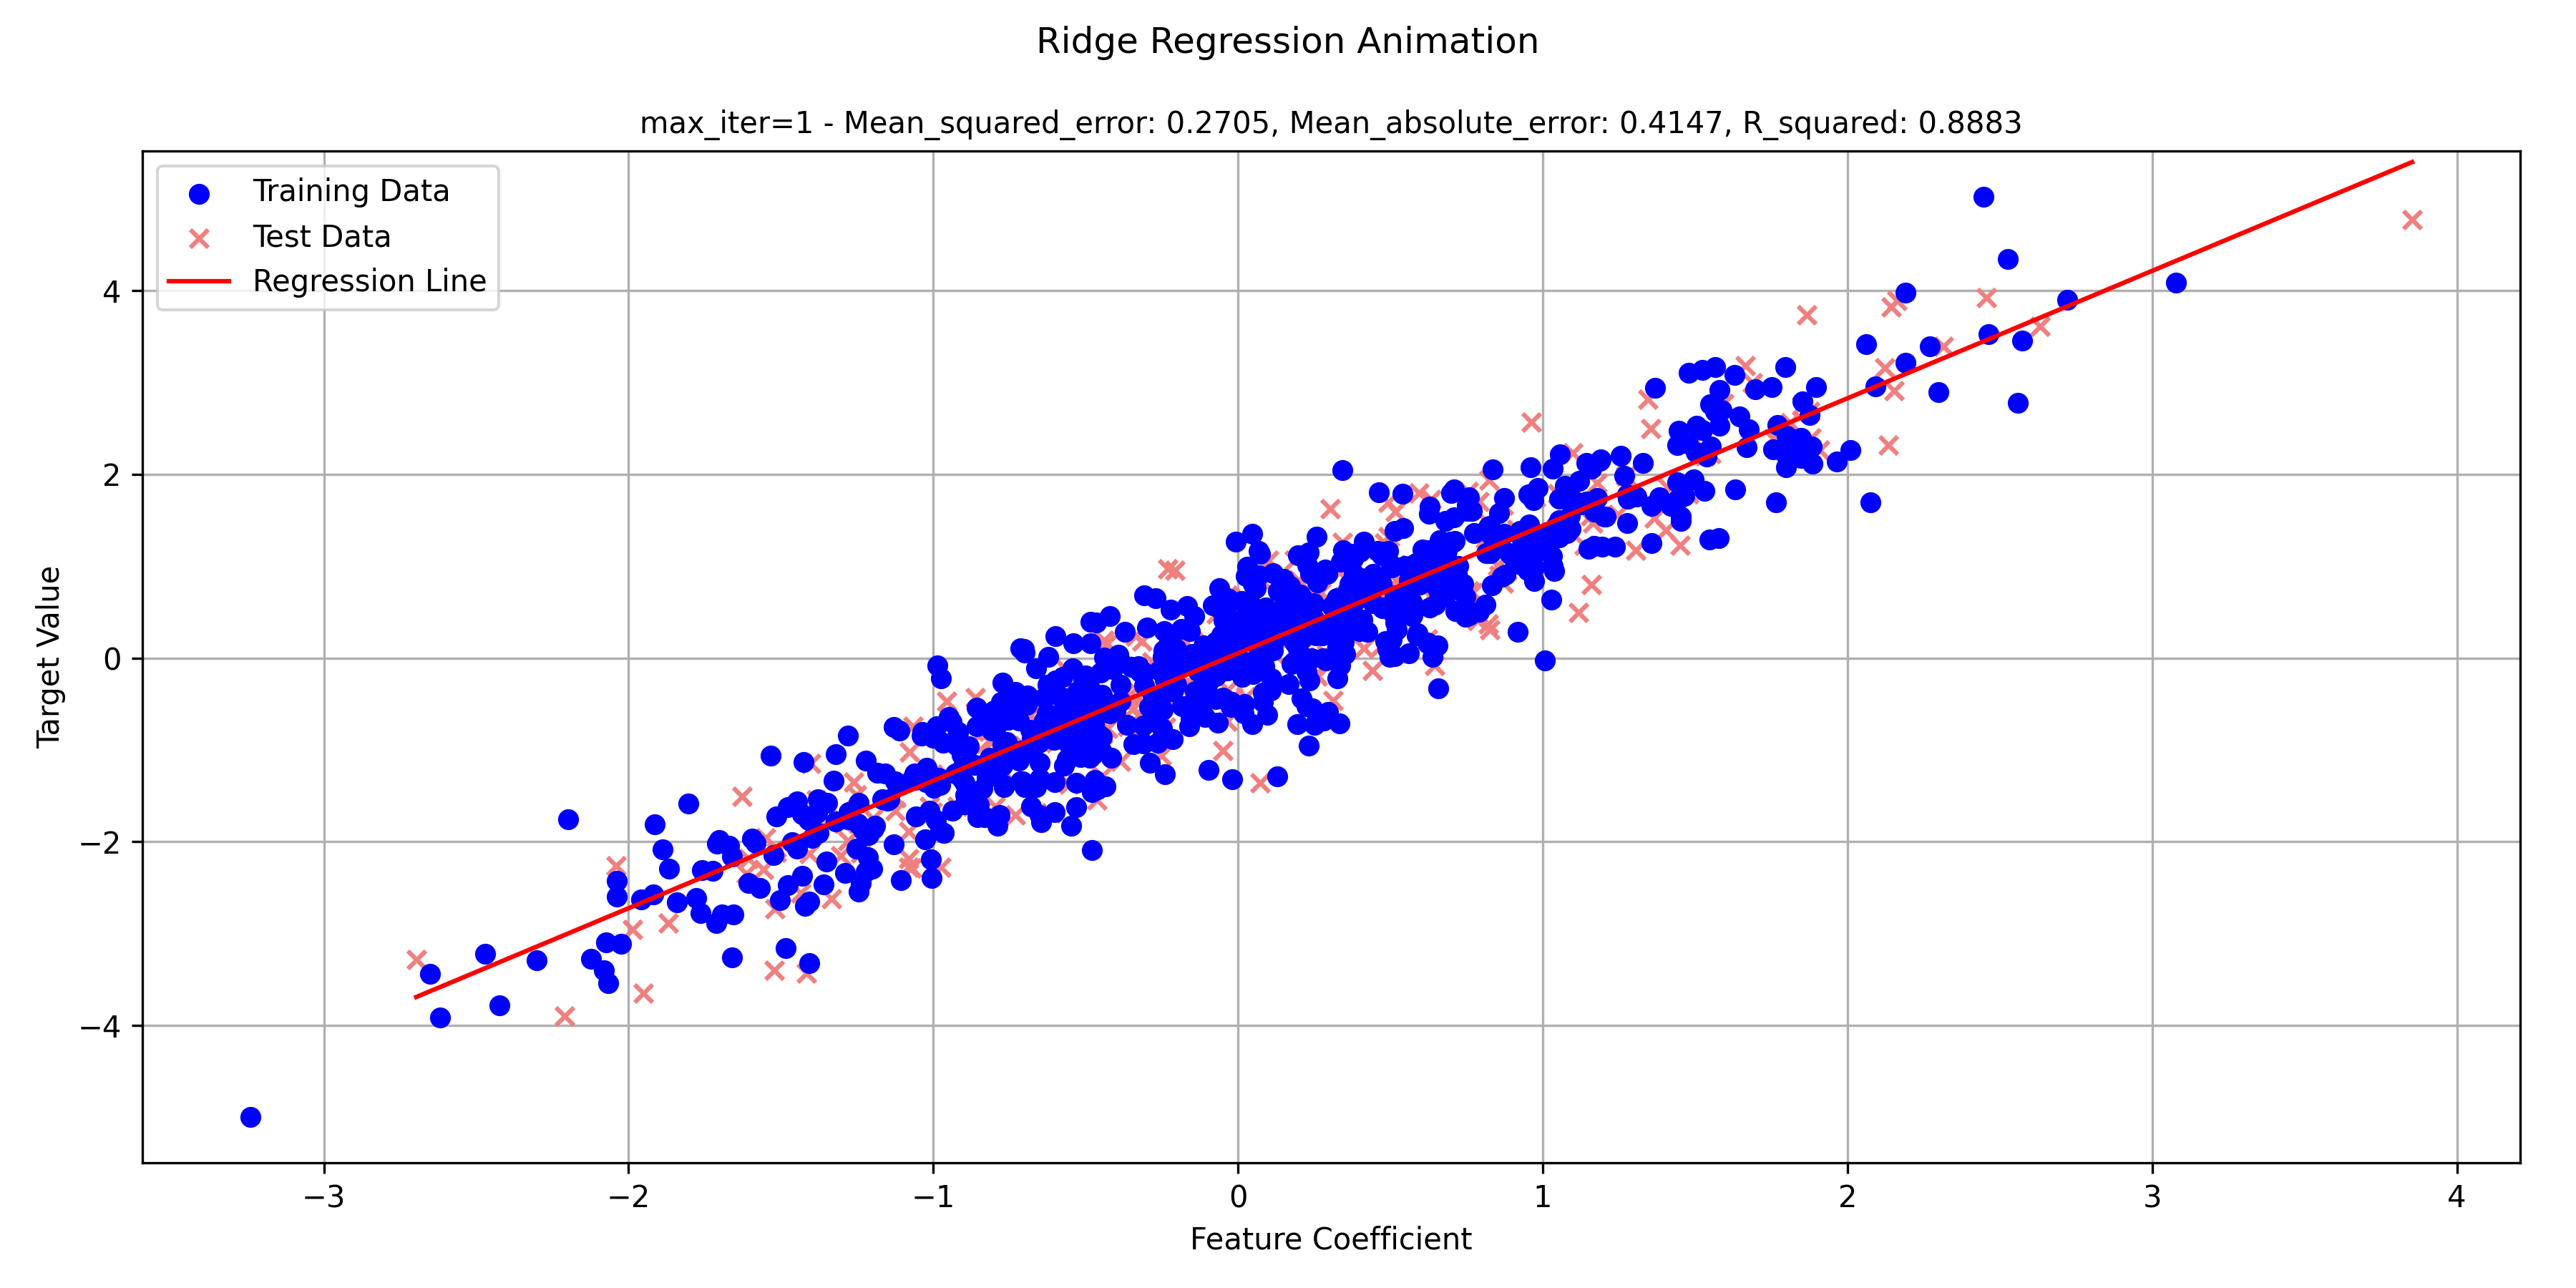 Ridge Regression Animation
max_iter=1 - Mean_squared_error: 0.2705, Mean_absolute_error: 0.4147, R_squared: 0.8883
Training Data
Test Data
Regression Line
4
2
0
−2
−4
Target Value
−3 −2 −1 0 1 2 3 4
Feature Coefficient